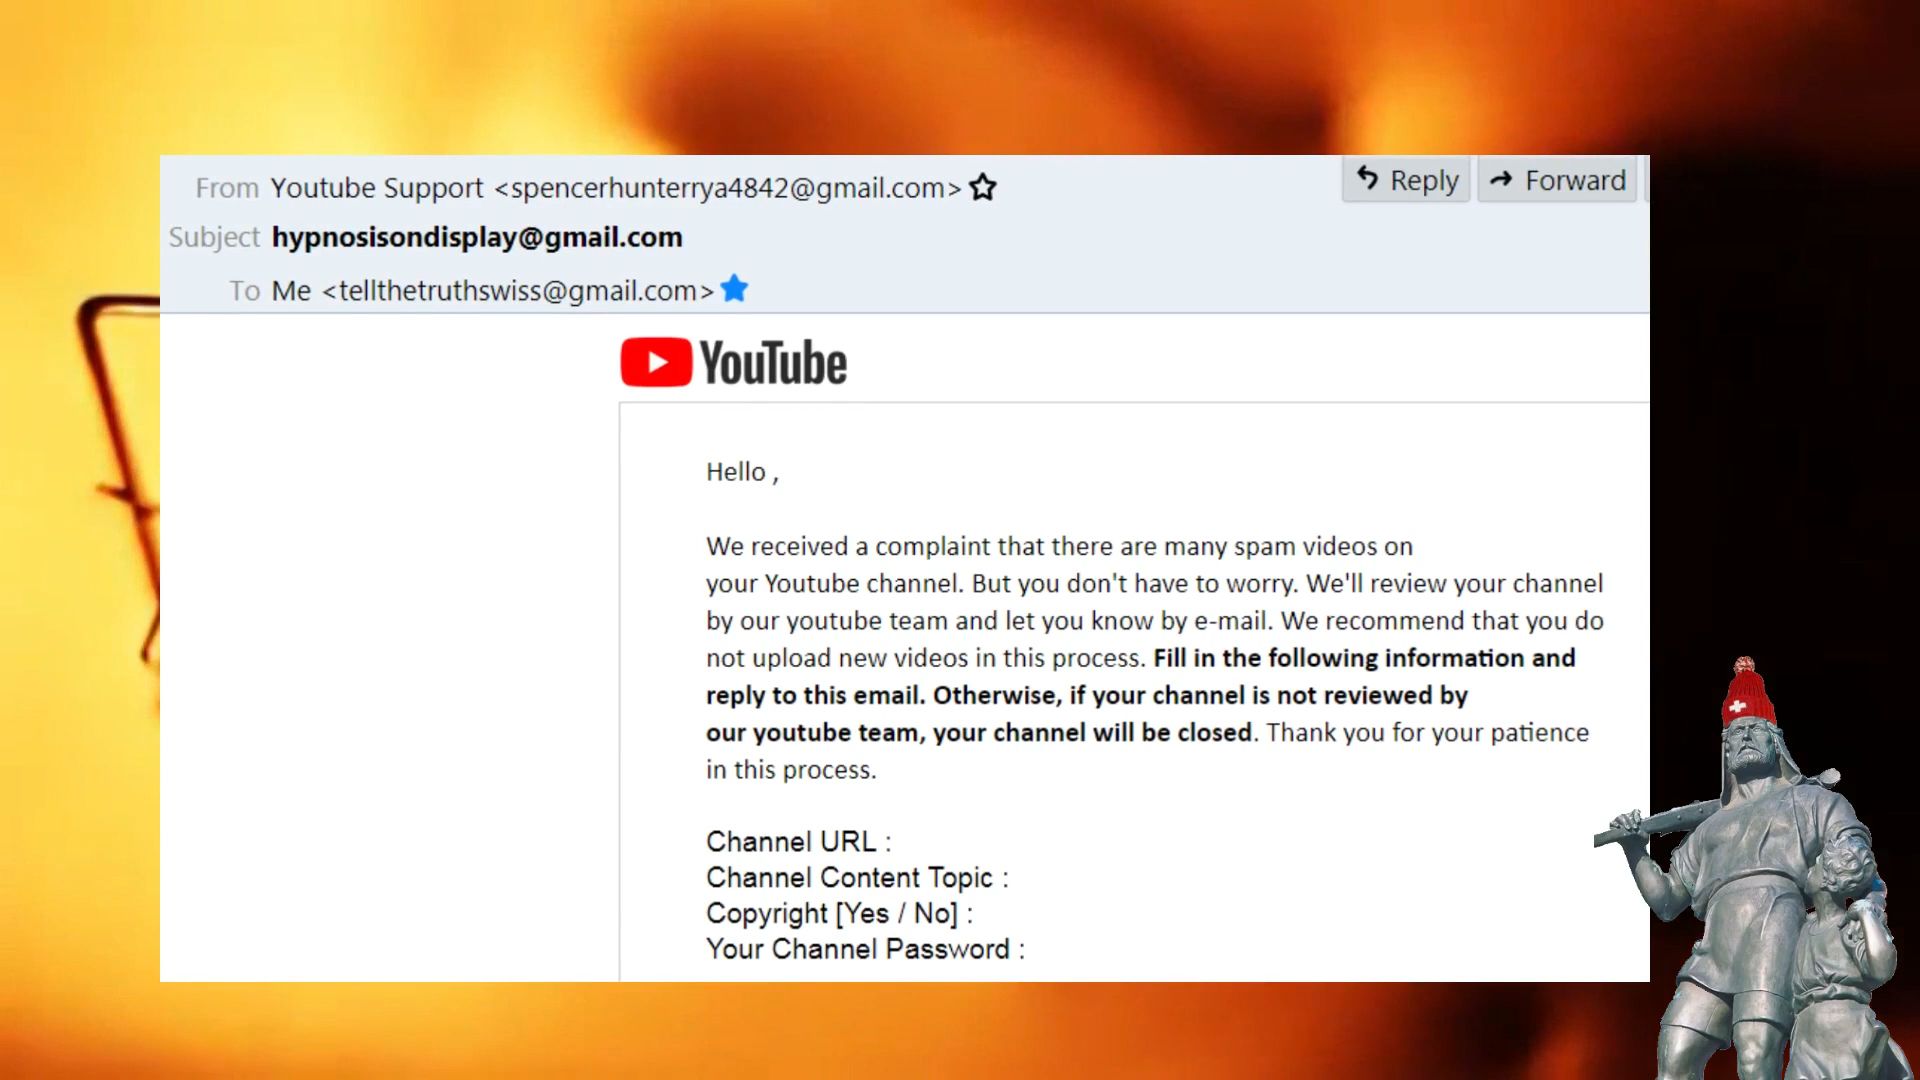 From Youtube Support <spencerhunterrya4842@gmail.com>
Reply
Forward
Subject hypnosisondisplay@gmail.com
To Me <tellthetruthswiss@gmail.com>
YouTube
Hello ,
We received a complaint that there are many spam videos on
your Youtube channel. But you don't have to worry. We'll review your channel
by our youtube team and let you know by e-mail. We recommend that you do
not upload new videos in this process. Fill in the following information and
reply to this email. Otherwise, if your channel is not reviewed by
our youtube team, your channel will be closed. Thank you for your patience
in this process.
Channel URL :
Channel Content Topic :
Copyright [Yes / No] :
Your Channel Password :